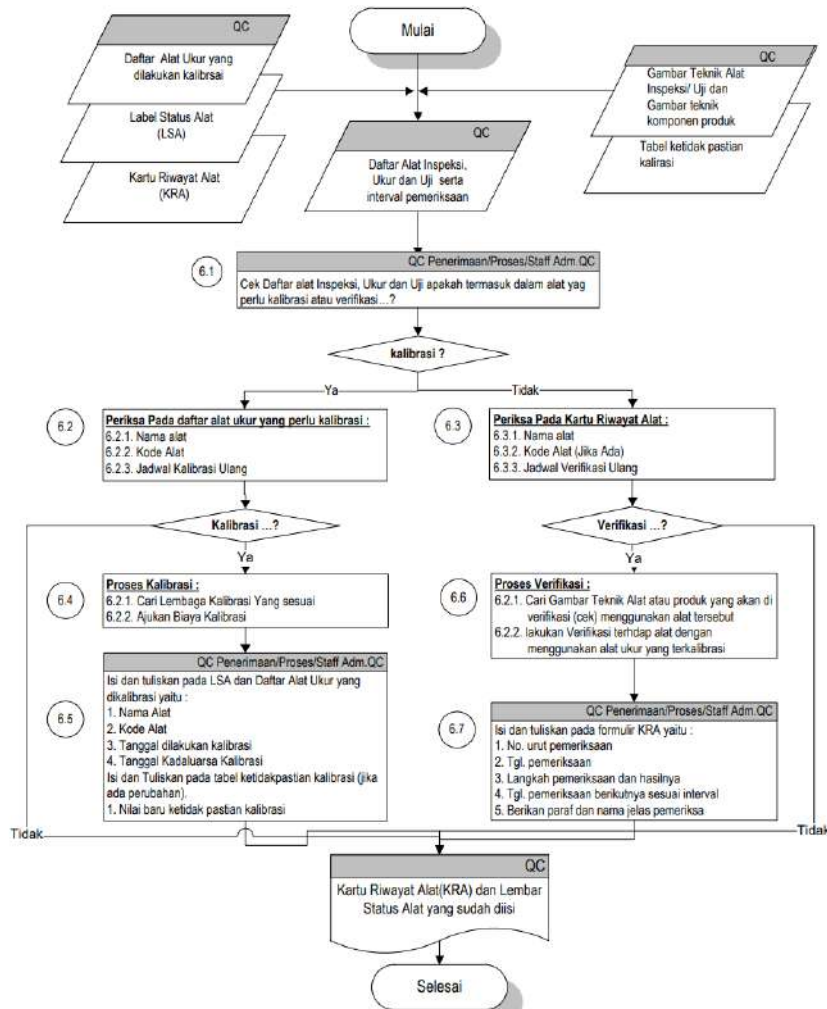 QC
Daftar Alat Ukur yang
dilakukan kalibrsai
Label Status Alat
(LSA)
Kartu Riwayat Alat
(KRA)
Mulai
QC
Gambar Teknik Alat
Inspeksi/ Uji dan
Gambar teknik
komponen produk
Tabel ketidak pastian
kalirasi
QC
Daftar Alat Inspeksi,
Ukur dan Uji serta
interval pemeriksaan
6.1
QC Penerimaan/Proses/Staff Adm.QC
Cek Daftar alat Inspeksi, Ukur dan Uji apakah termasuk dalam alat yag
perlu kalibrasi atau verifikasi…?
kalibrasi ?
Ya
Tidak
6.2
Periksa Pada daftar alat ukur yang perlu kalibrasi :
6.2.1. Nama alat
6.2.2. Kode Alat
6.2.3. Jadwal Kalibrasi Ulang
6.3
Periksa Pada Kartu Riwayat Alat :
6.3.1. Nama alat
6.3.2. Kode Alat (Jika Ada)
6.3.3. Jadwal Verifikasi Ulang
Kalibrasi …?
Verifikasi …?
Ya
Ya
6.4
Proses Kalibrasi :
6.2.1. Cari Lembaga Kalibrasi Yang sesuai
6.2.2. Ajukan Biaya Kalibrasi
6.6
Proses Verifikasi :
6.2.1. Cari Gambar Teknik Alat atau produk yang akan di
verifikasi (cek) menggunakan alat tersebut
6.2.2. lakukan Verifikasi terhdap alat dengan
menggunakan alat ukur yang terkalibrasi
6.5
QC Penerimaan/Proses/Staff Adm.QC
Isi dan tuliskan pada LSA dan Daftar Alat Ukur yang
dikalibrasi yaitu :
1. Nama Alat
2. Kode Alat
3. Tanggal dilakukan kalibrasi
4. Tanggal Kadaluarsa Kalibrasi
Isi dan Tuliskan pada tabel ketidakpastian kalibrasi (jika
ada perubahan).
1. Nilai baru ketidak pastian kalibrasi
6.7
QC Penerimaan/Proses/Staff Adm.QC
Isi dan tuliskan pada formulir KRA yaitu :
1. No. urut pemeriksaan
2. Tgl. pemeriksaan
3. Langkah pemeriksaan dan hasilnya
4. Tgl. pemeriksaan berikutnya sesuai interval
5. Berikan paraf dan nama jelas pemeriksa
Tidak
Tidak
QC
Kartu Riwayat Alat(KRA) dan Lembar
Status Alat yang sudah diisi
Selesai